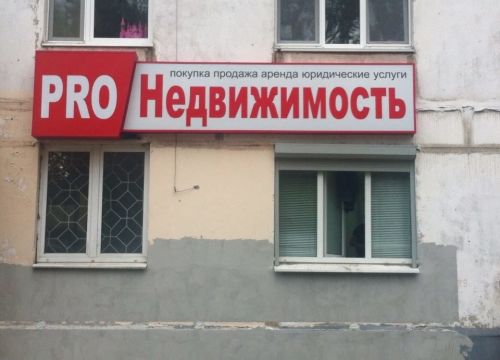 PRO
покупка продажа аренда юридические услуги
Недвижимость